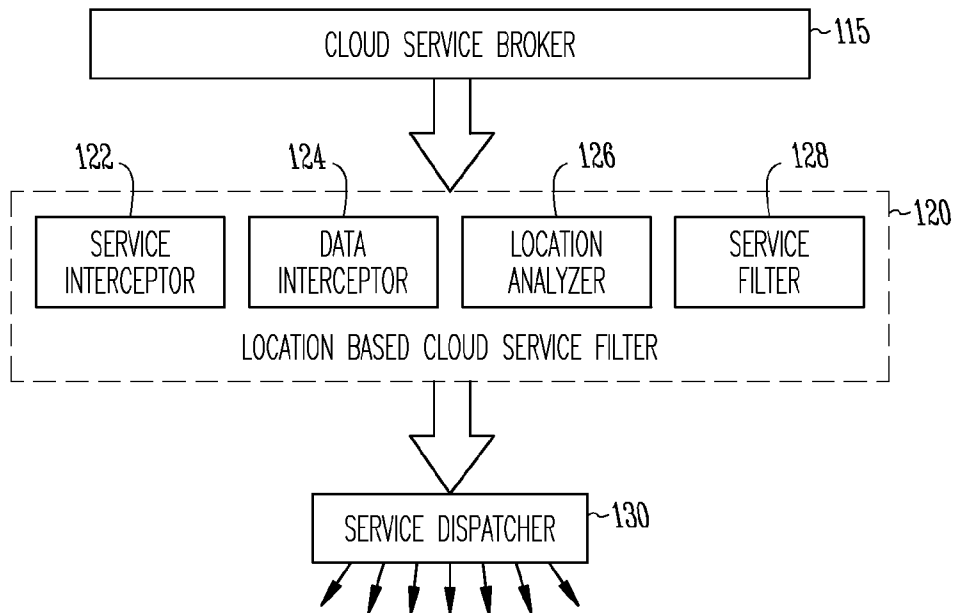 CLOUD SERVICE BROKER
115
122
124
126
128
120
SERVICE
INTERCEPTOR
DATA
INTERCEPTOR
LOCATION
ANALYZER
SERVICE
FILTER
LOCATION BASED CLOUD SERVICE FILTER
SERVICE DISPATCHER
130